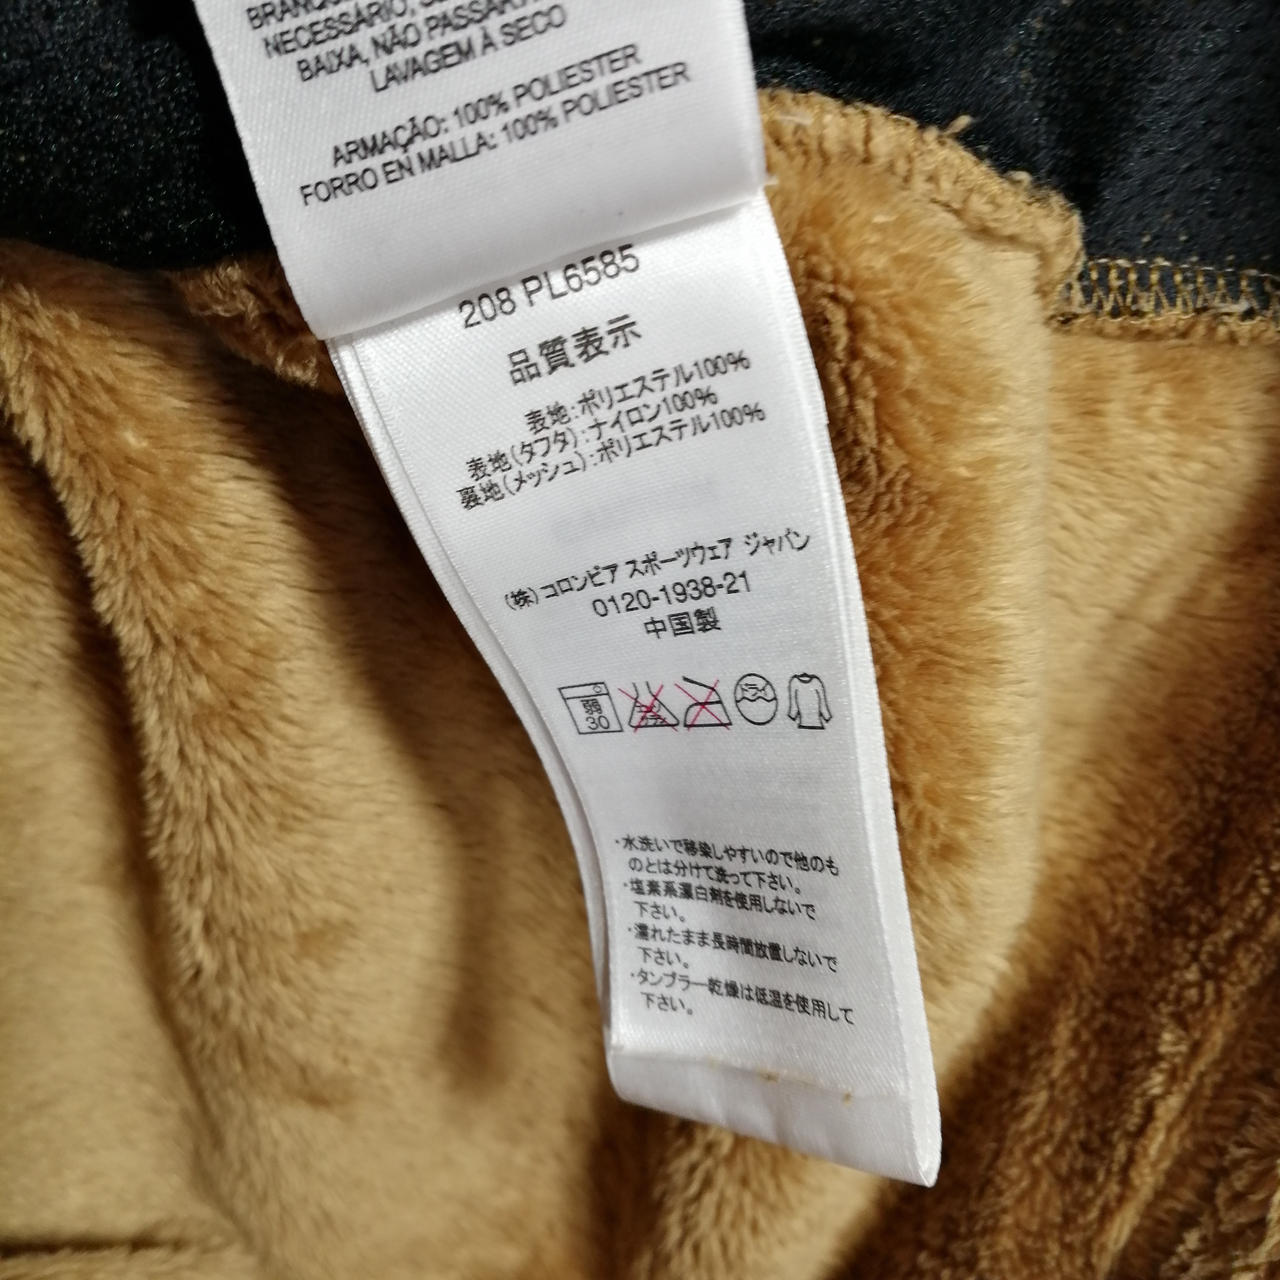 NECESSÁRIO, S
BAIXA, NÃO PASSAR
LAVAGEM À SECO
ARMAÇÃO: 100% POLIESTER
FORRO EN MALLA: 100% POLIESTER
208 PL6585
品質表示
表地:ポリエステル100%
表地(タフタ):ナイロン100%
裏地(メッシュ):ポリエステル100%
(株)コロンビア スポーツウェア ジャパン
0120-1938-21
中国製
弱 30 ドライ
・水洗いで移染しやすいので他のも
のとは分けて洗って下さい。
・塩素系漂白剤を使用しないで
下さい。
・濡れたまま長時間放置しないで
下さい。
・タンブラー乾燥は低温を使用して
下さい。